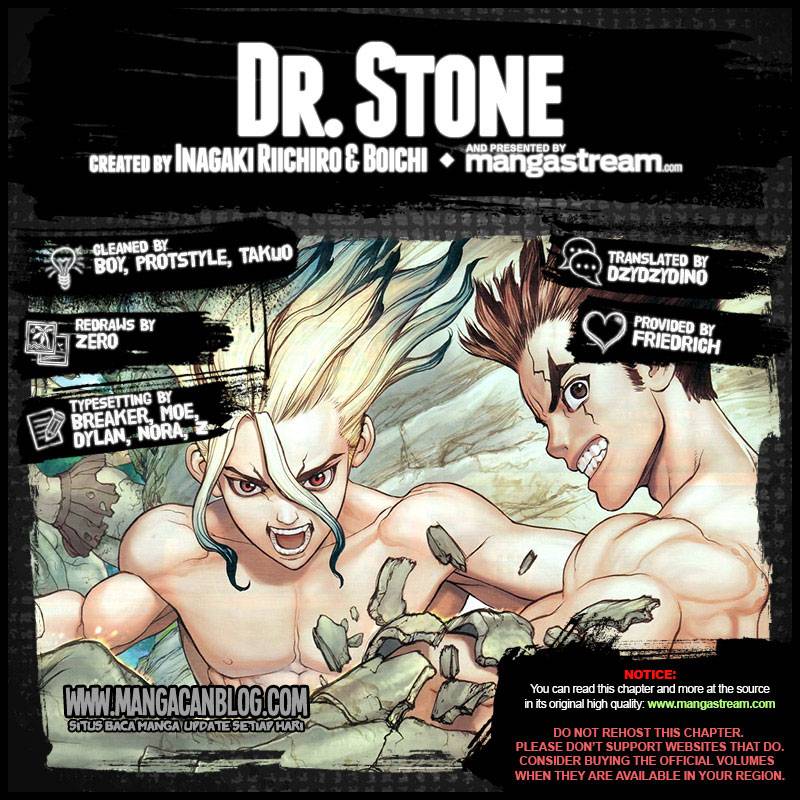 DR. STONE
CREATED BY INAGAKI RIICHIRO & BOICHI ◆ AND PRESENTED BY mangastream.com
CLEANED BY
BOY, PROTSTYLE, TAKUO
REDRAWS BY
ZERO
TYPESETTING BY
BREAKER, MOE,
DYLAN, NORA, Z
TRANSLATED BY
DZYDZYDINO
PROVIDED BY
FRIEDRICH
WWW.MANGACANBLOG.COM
SITUS BACA MANGA UPDATE SETIAP HARI
NOTICE:
You can read this chapter and more at the source
in its original high quality: www.mangastream.com
DO NOT REHOST THIS CHAPTER.
PLEASE DON'T SUPPORT WEBSITES THAT DO.
CONSIDER BUYING THE OFFICIAL VOLUMES
WHEN THEY ARE AVAILABLE IN YOUR REGION.